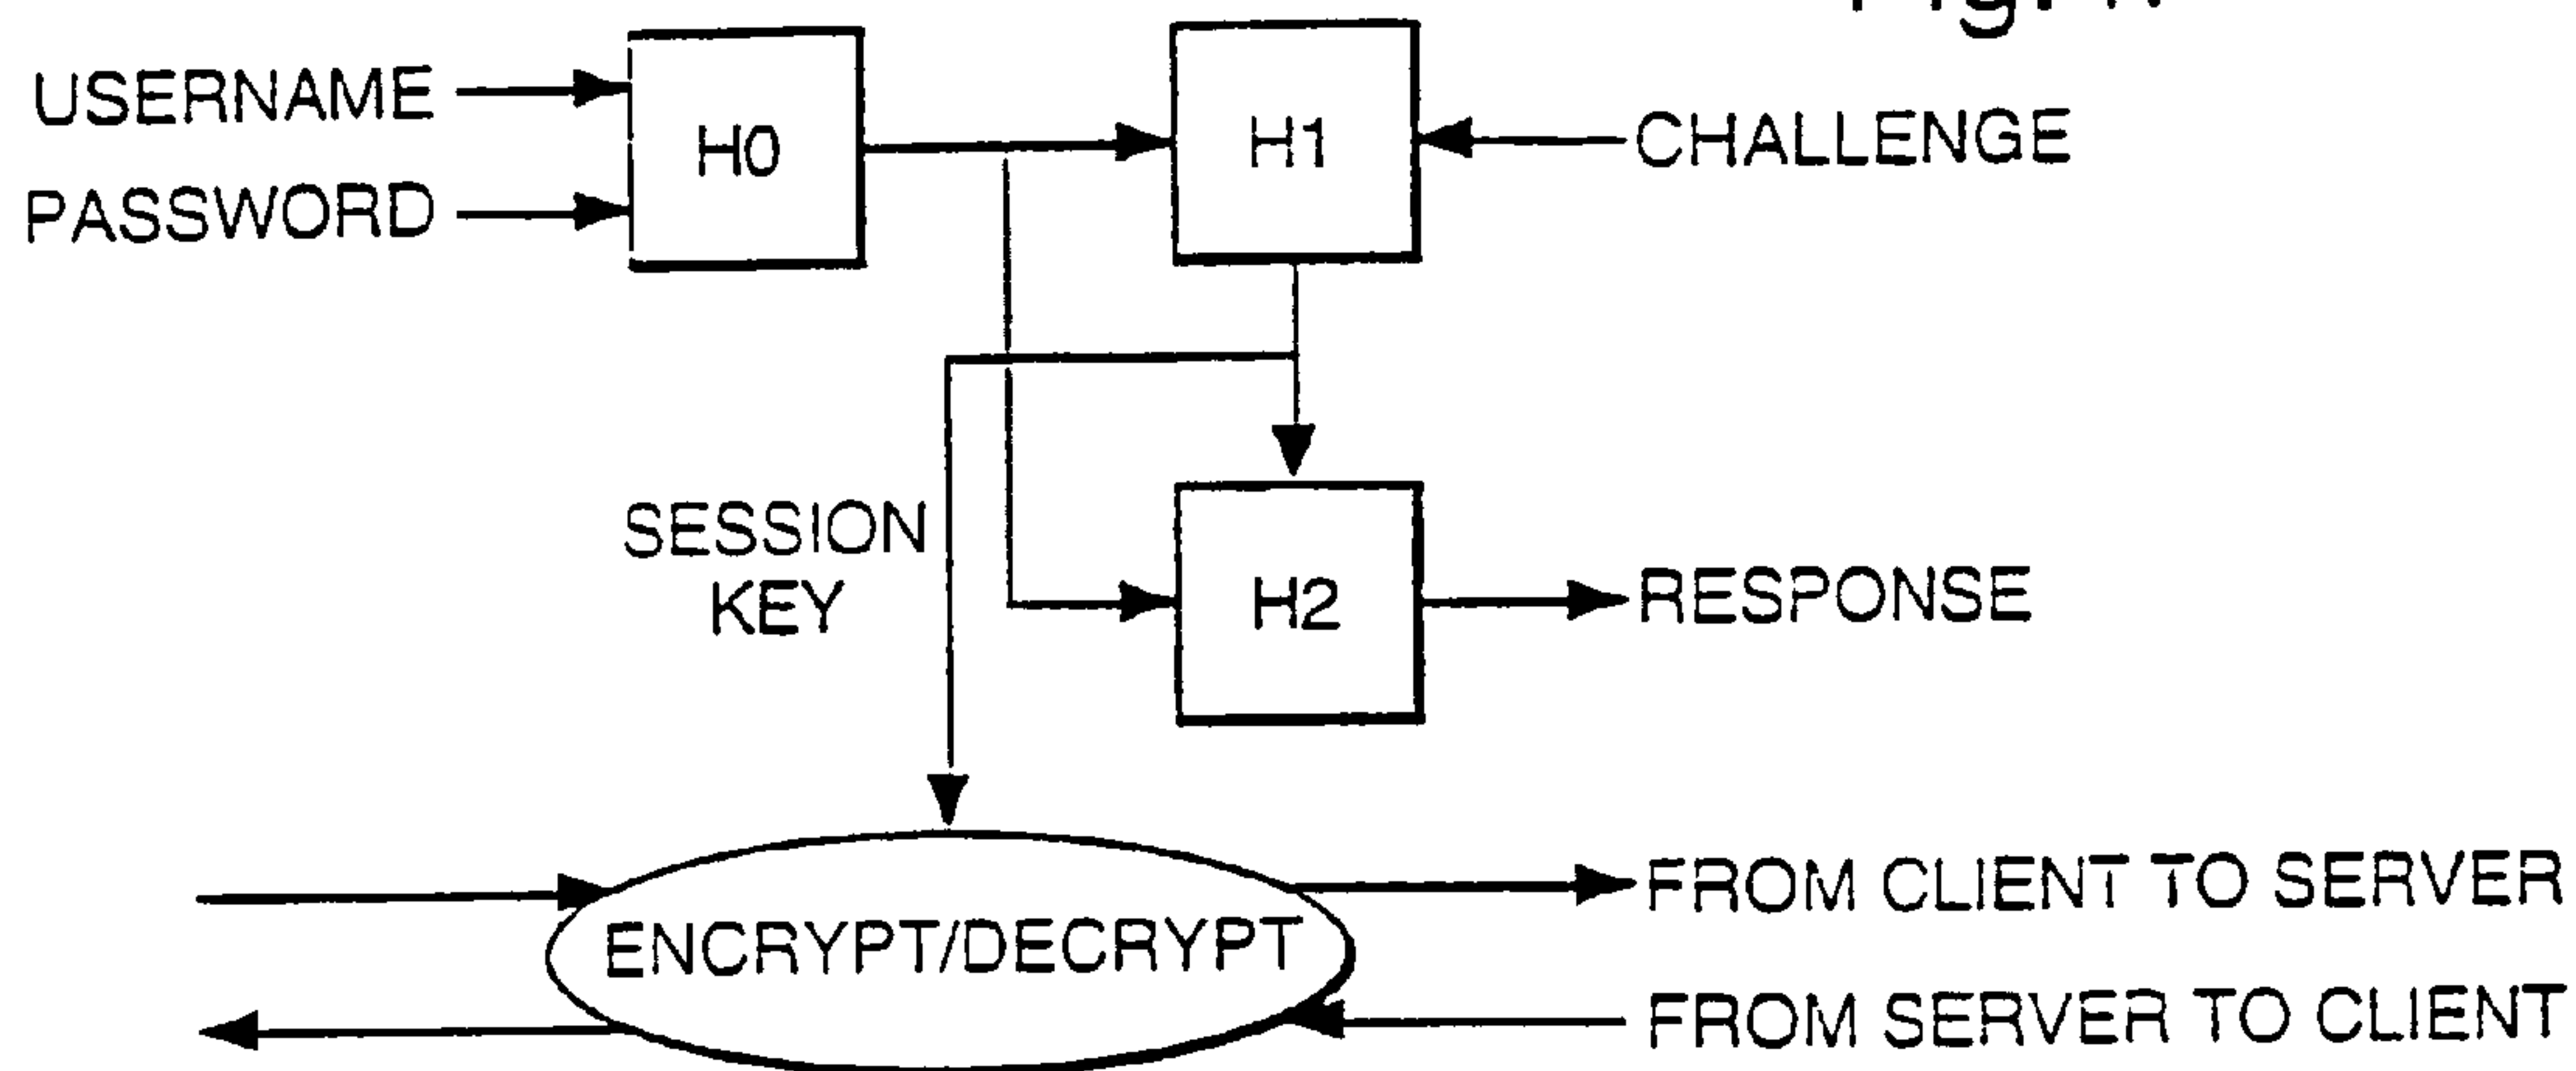 USERNAME
PASSWORD
H0
H1
CHALLENGE
SESSION
KEY
H2
RESPONSE
ENCRYPT/DECRYPT
FROM CLIENT TO SERVER
FROM SERVER TO CLIENT